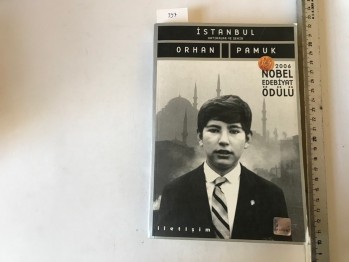 İSTANBUL
HATIRALAR VE ŞEHİR
ORHAN PAMUK
2006
NOBEL
EDEBİYAT
ÖDÜLÜ
iletişim